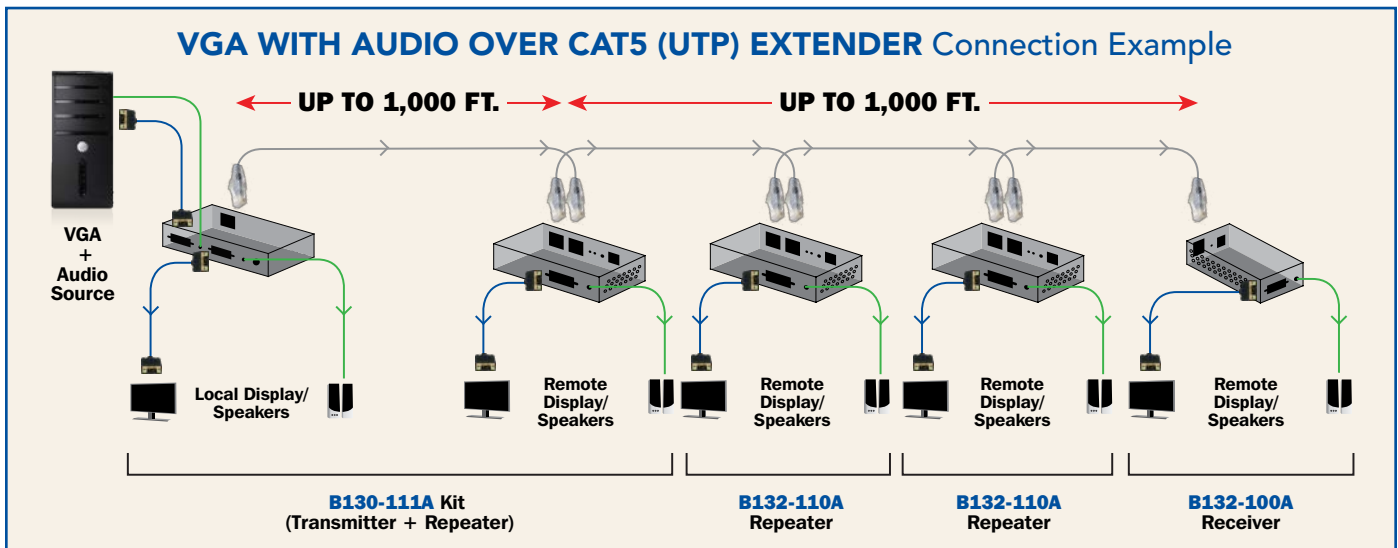 VGA WITH AUDIO OVER CAT5 (UTP) EXTENDER Connection Example
UP TO 1,000 FT.
UP TO 1,000 FT.
VGA
+
Audio
Source
Local Display/
Speakers
Remote
Display/
Speakers
Remote
Display/
Speakers
Remote
Display/
Speakers
Remote
Display/
Speakers
B130-111A Kit
(Transmitter + Repeater)
B132-110A
Repeater
B132-110A
Repeater
B132-100A
Receiver